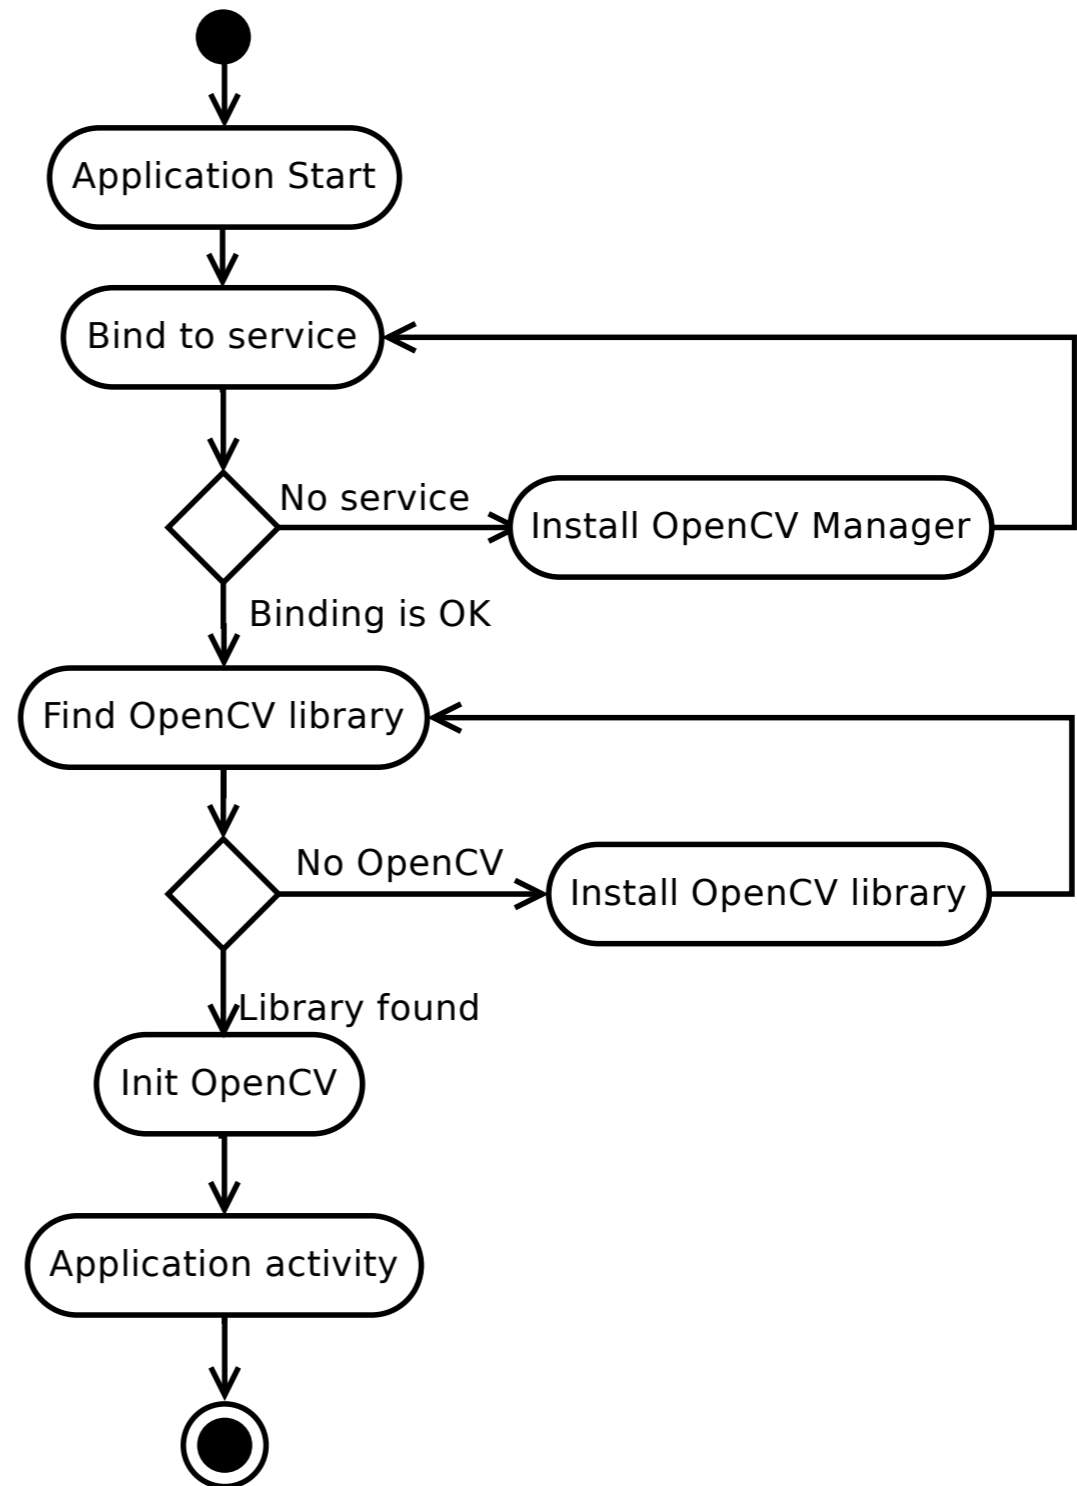 Application Start
Bind to service
No service
Install OpenCV Manager
Binding is OK
Find OpenCV library
No OpenCV
Install OpenCV library
Library found
Init OpenCV
Application activity